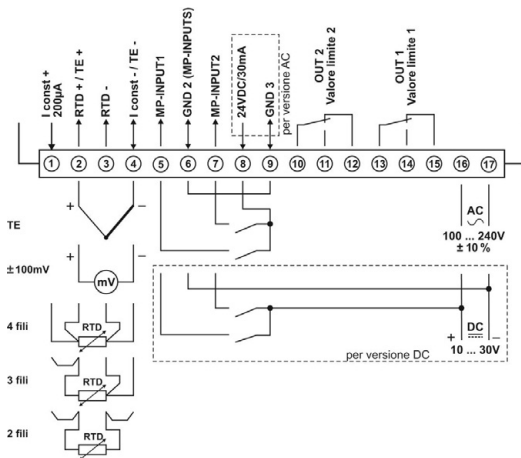 I const +
200µA
RTD + / TE +
RTD -
I const - / TE -
MP-INPUT1
GND 2 (MP-INPUTS)
MP-INPUT2
24VDC/30mA
GND 3
per versione AC
OUT 2
Valore limite 2
OUT 1
Valore limite 1
1 2 3 4 5 6 7 8 9 10 11 12 13 14 15 16 17
TE
+ −
AC
100 ... 240V
± 10 %
±100mV
+ −
mV
4 fili
RTD
3 fili
RTD
2 fili
RTD
+ DC −
10 ... 30V
per versione DC